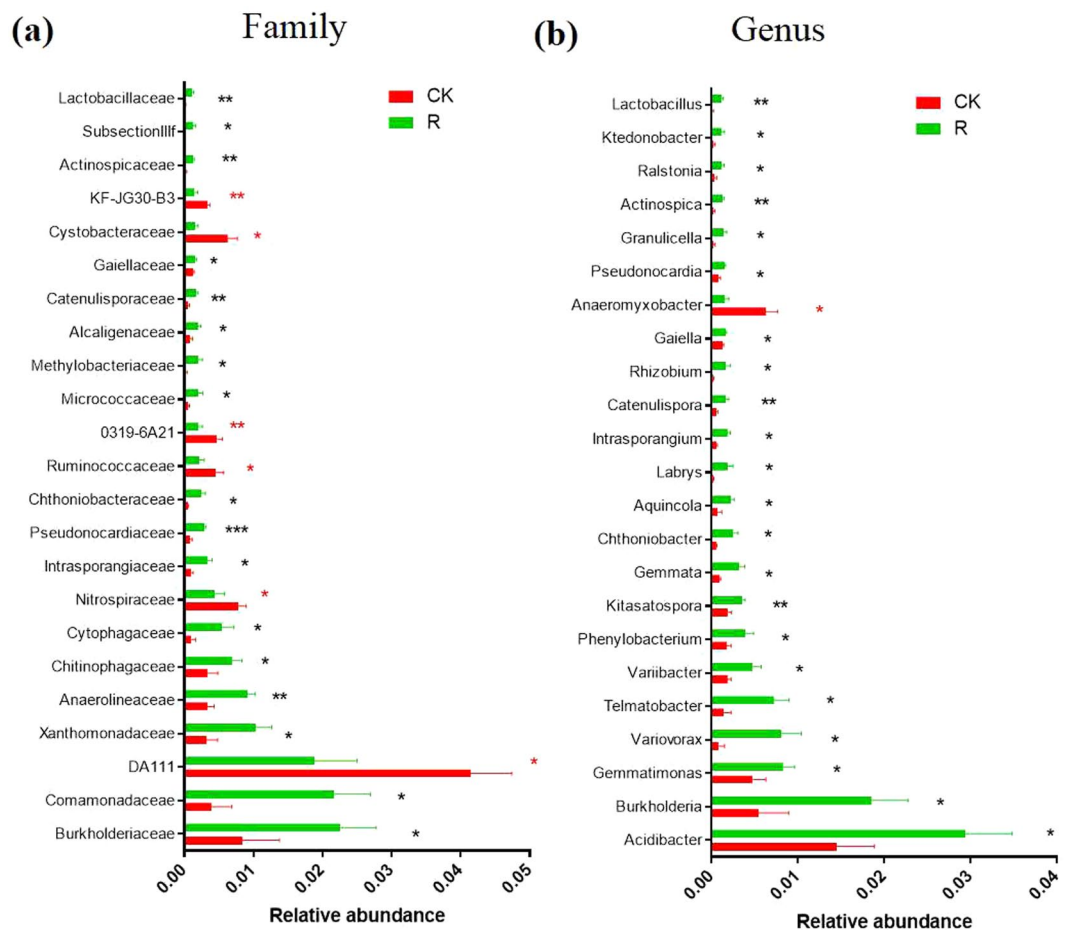 (a) Family
Lactobacillaceae **
SubsectionIIIf *
Actinospicaceae **
KF-JG30-B3 **
Cystobacteraceae *
Gaiellaceae *
Catenulisporaceae **
Alcaligenaceae *
Methylobacteriaceae *
Micrococcaceae *
0319-6A21 **
Ruminococcaceae *
Chthoniobacteraceae *
Pseudonocardiaceae ***
Intrasporangiaceae *
Nitrospiraceae *
Cytophagaceae *
Chitinophagaceae *
Anaerolineaceae **
Xanthomonadaceae *
DA111 *
Comamonadaceae *
Burkholderiaceae *
CK
R
0.00 0.01 0.02 0.03 0.04 0.05
Relative abundance
(b) Genus
Lactobacillus **
Ktedonobacter *
Ralstonia *
Actinospica **
Granulicella *
Pseudonocardia *
Anaeromyxobacter *
Gaiella *
Rhizobium *
Catenulispora **
Intrasporangium *
Labrys *
Aquincola *
Chthoniobacter *
Gemmata *
Kitasatospora **
Phenylobacterium *
Variibacter *
Telmatobacter *
Variovorax *
Gemmatimonas *
Burkholderia *
Acidibacter *
CK
R
0.00 0.01 0.02 0.03 0.04
Relative abundance